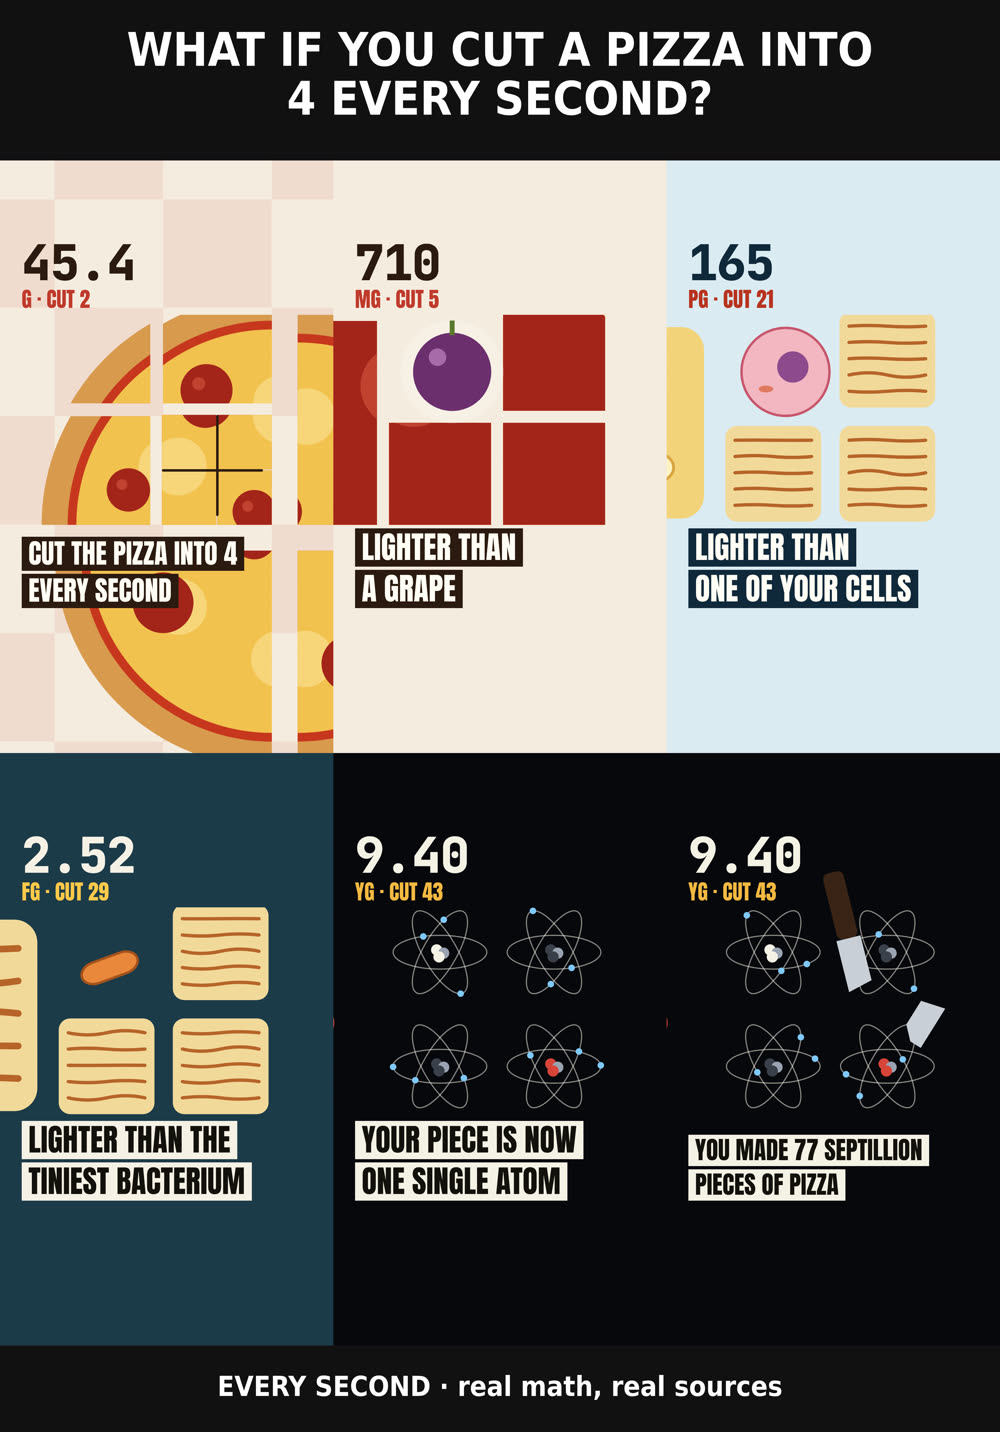 WHAT IF YOU CUT A PIZZA INTO
4 EVERY SECOND?
45.4
G · CUT 2
CUT THE PIZZA INTO 4
EVERY SECOND
710
MG · CUT 5
LIGHTER THAN
A GRAPE
165
PG · CUT 21
LIGHTER THAN
ONE OF YOUR CELLS
2.52
FG · CUT 29
LIGHTER THAN THE
TINIEST BACTERIUM
9.40
YG · CUT 43
YOUR PIECE IS NOW
ONE SINGLE ATOM
9.40
YG · CUT 43
YOU MADE 77 SEPTILLION
PIECES OF PIZZA
EVERY SECOND · real math, real sources